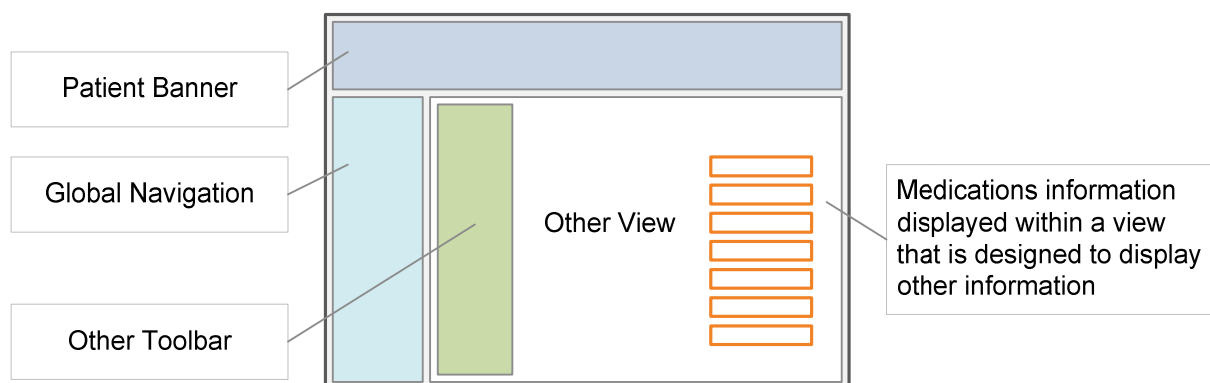 Patient Banner
Global Navigation
Other View
Medications information
displayed within a view
that is designed to display
other information
Other Toolbar